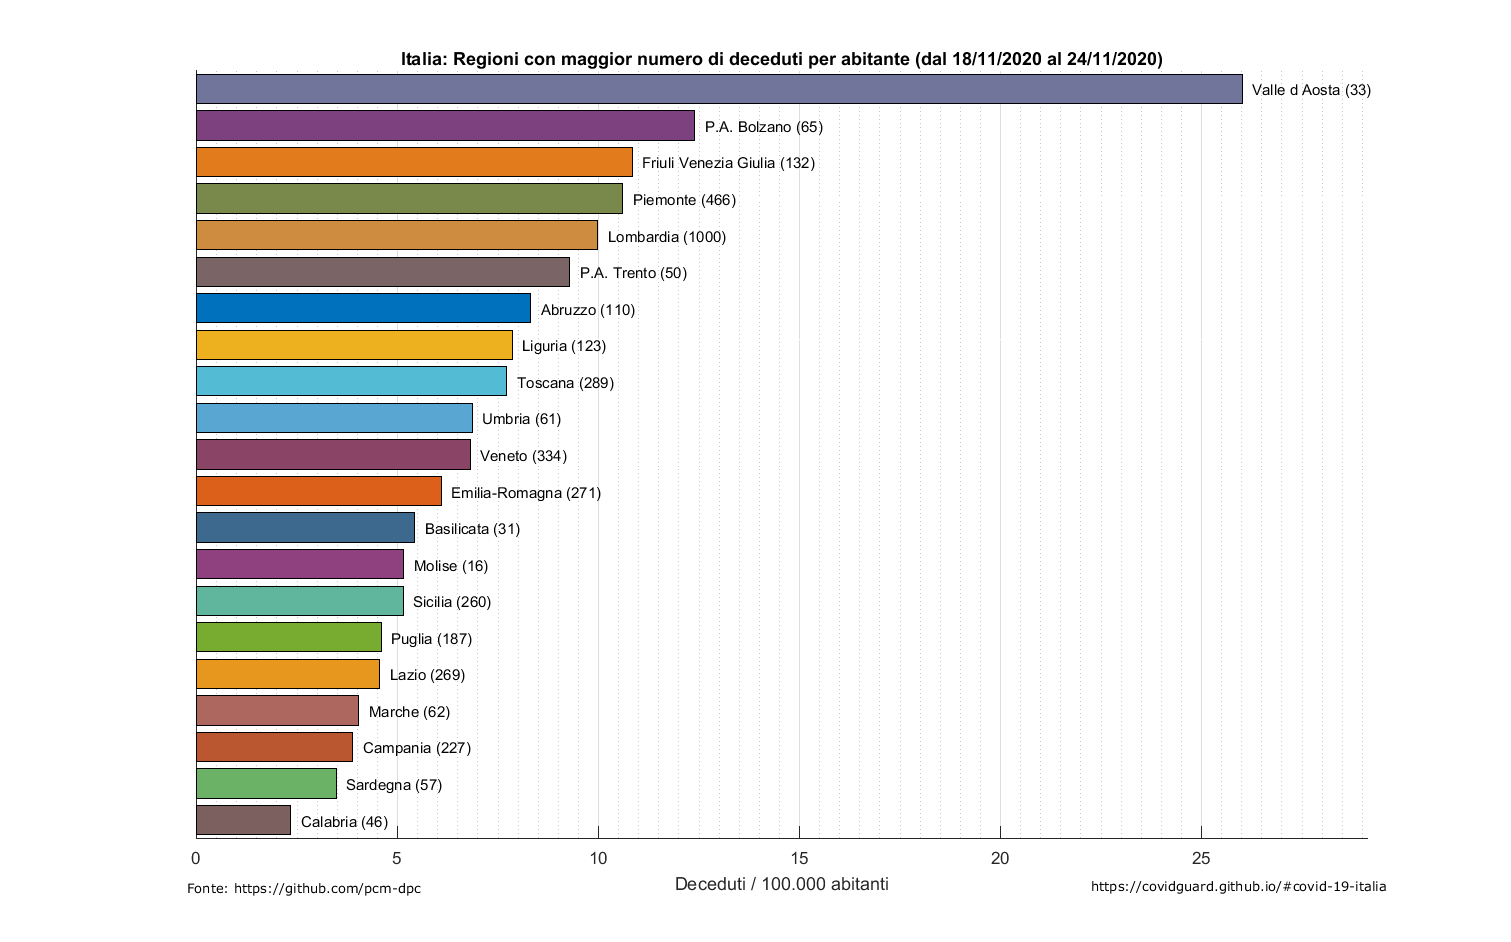 Italia: Regioni con maggior numero di deceduti per abitante (dal 18/11/2020 al 24/11/2020)
Valle d Aosta (33)
P.A. Bolzano (65)
Friuli Venezia Giulia (132)
Piemonte (466)
Lombardia (1000)
P.A. Trento (50)
Abruzzo (110)
Liguria (123)
Toscana (289)
Umbria (61)
Veneto (334)
Emilia-Romagna (271)
Basilicata (31)
Molise (16)
Sicilia (260)
Puglia (187)
Lazio (269)
Marche (62)
Campania (227)
Sardegna (57)
Calabria (46)
0 5 10 15 20 25
Deceduti / 100.000 abitanti
Fonte: https://github.com/pcm-dpc
https://covidguard.github.io/#covid-19-italia